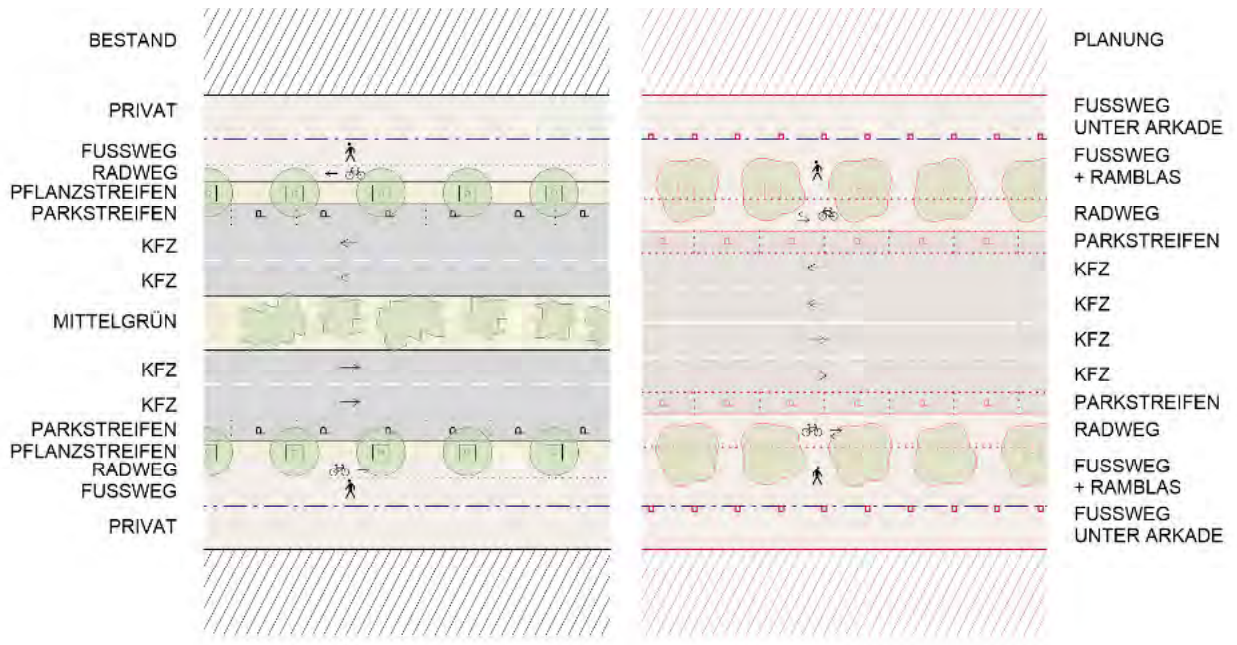 BESTAND
PRIVAT
FUSSWEG
RADWEG
PFLANZSTREIFEN
PARKSTREIFEN
KFZ
KFZ
MITTELGRÜN
KFZ
KFZ
PARKSTREIFEN
PFLANZSTREIFEN
RADWEG
FUSSWEG
PRIVAT
P P P P P P
P P P P P P
PLANUNG
FUSSWEG
UNTER ARKADE
FUSSWEG
+ RAMBLAS
RADWEG
PARKSTREIFEN
KFZ
KFZ
KFZ
KFZ
PARKSTREIFEN
RADWEG
FUSSWEG
+ RAMBLAS
FUSSWEG
UNTER ARKADE
P P P P P P
P P P P P P